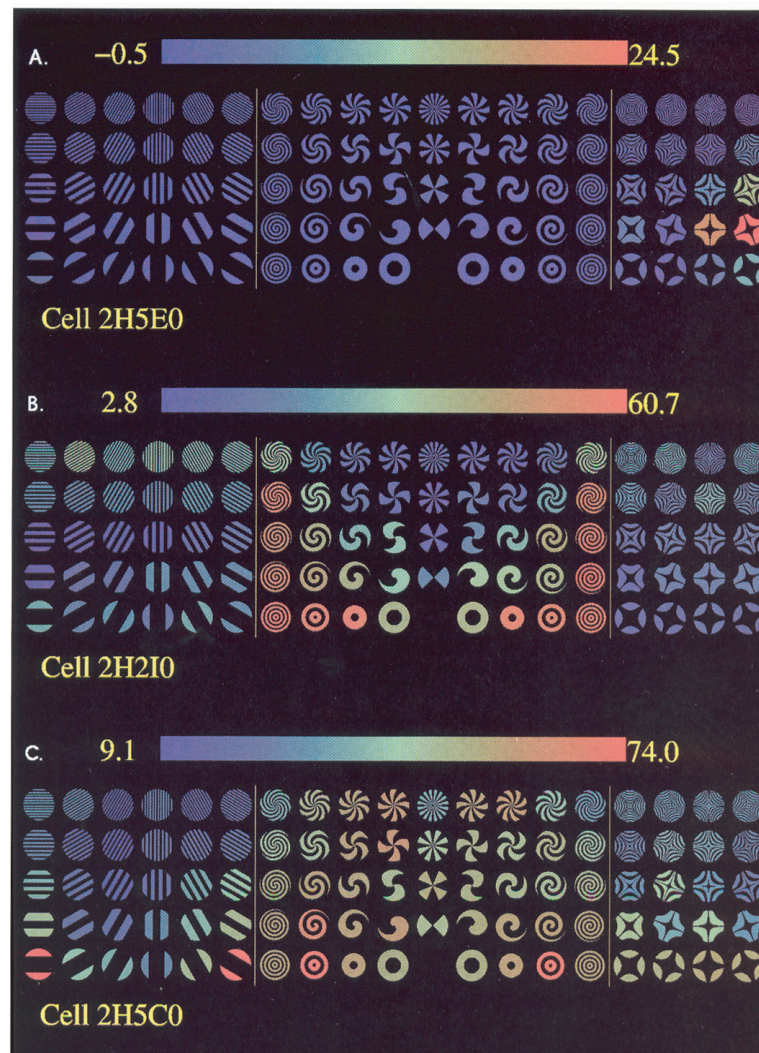 A. −0.5 24.5
Cell 2H5E0
B. 2.8 60.7
Cell 2H2I0
C. 9.1 74.0
Cell 2H5C0